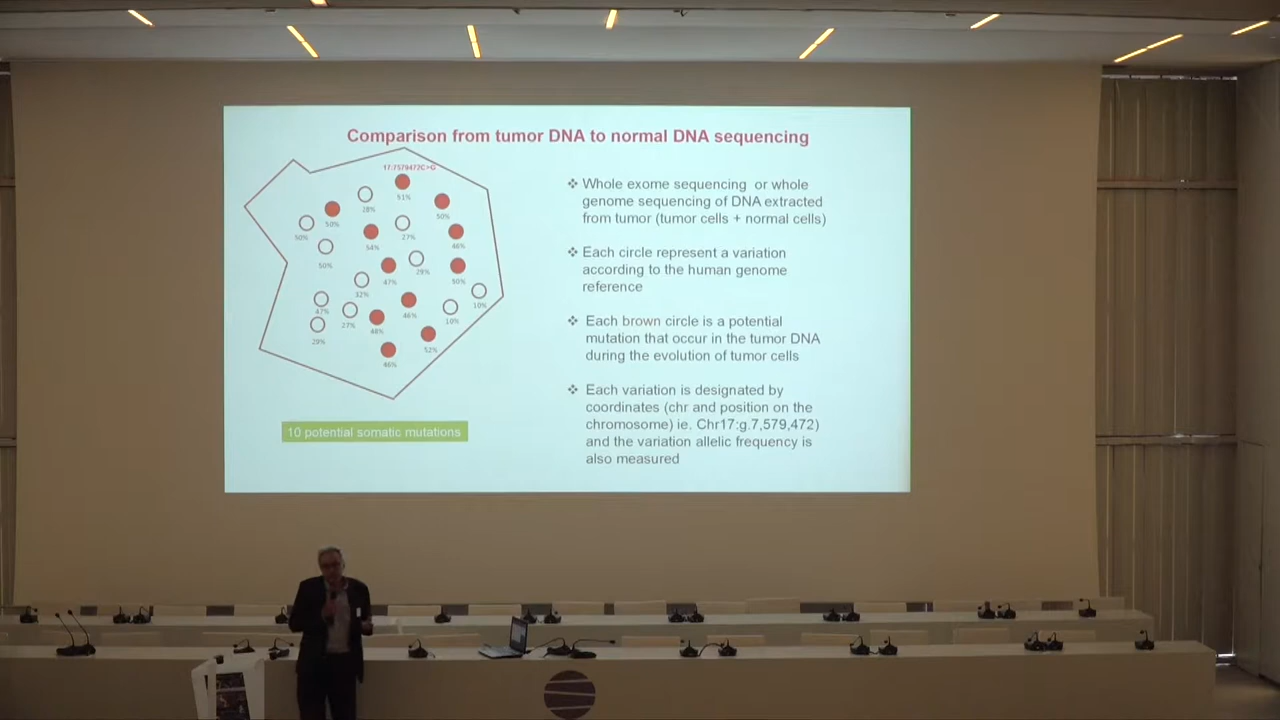 Comparison from tumor DNA to normal DNA sequencing
17:7579472C>G
51%
28%
50%
50%
50%
54%
27%
46%
50%
47%
29%
50%
32%
10%
47%
27%
46%
10%
29%
48%
52%
46%
10 potential somatic mutations
❖ Whole exome sequencing or whole
genome sequencing of DNA extracted
from tumor (tumor cells + normal cells)
❖ Each circle represent a variation
according to the human genome
reference
❖ Each brown circle is a potential
mutation that occur in the tumor DNA
during the evolution of tumor cells
❖ Each variation is designated by
coordinates (chr and position on the
chromosome) ie. Chr17:g.7,579,472)
and the variation allelic frequency is
also measured